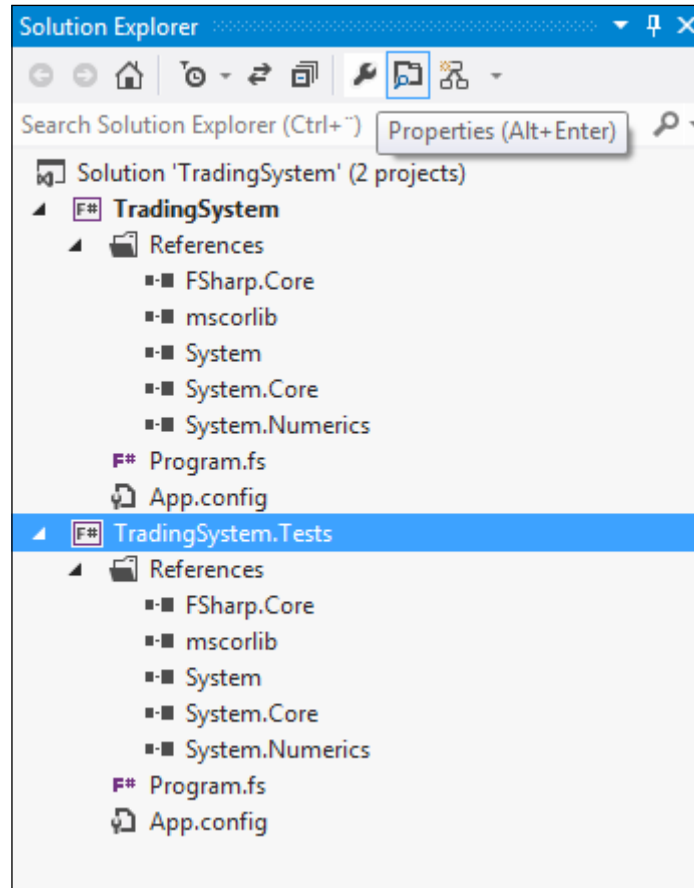 Solution Explorer
Search Solution Explorer (Ctrl+¨)
Properties (Alt+Enter)
Solution 'TradingSystem' (2 projects)
F# TradingSystem
References
FSharp.Core
mscorlib
System
System.Core
System.Numerics
F# Program.fs
App.config
F# TradingSystem.Tests
References
FSharp.Core
mscorlib
System
System.Core
System.Numerics
F# Program.fs
App.config